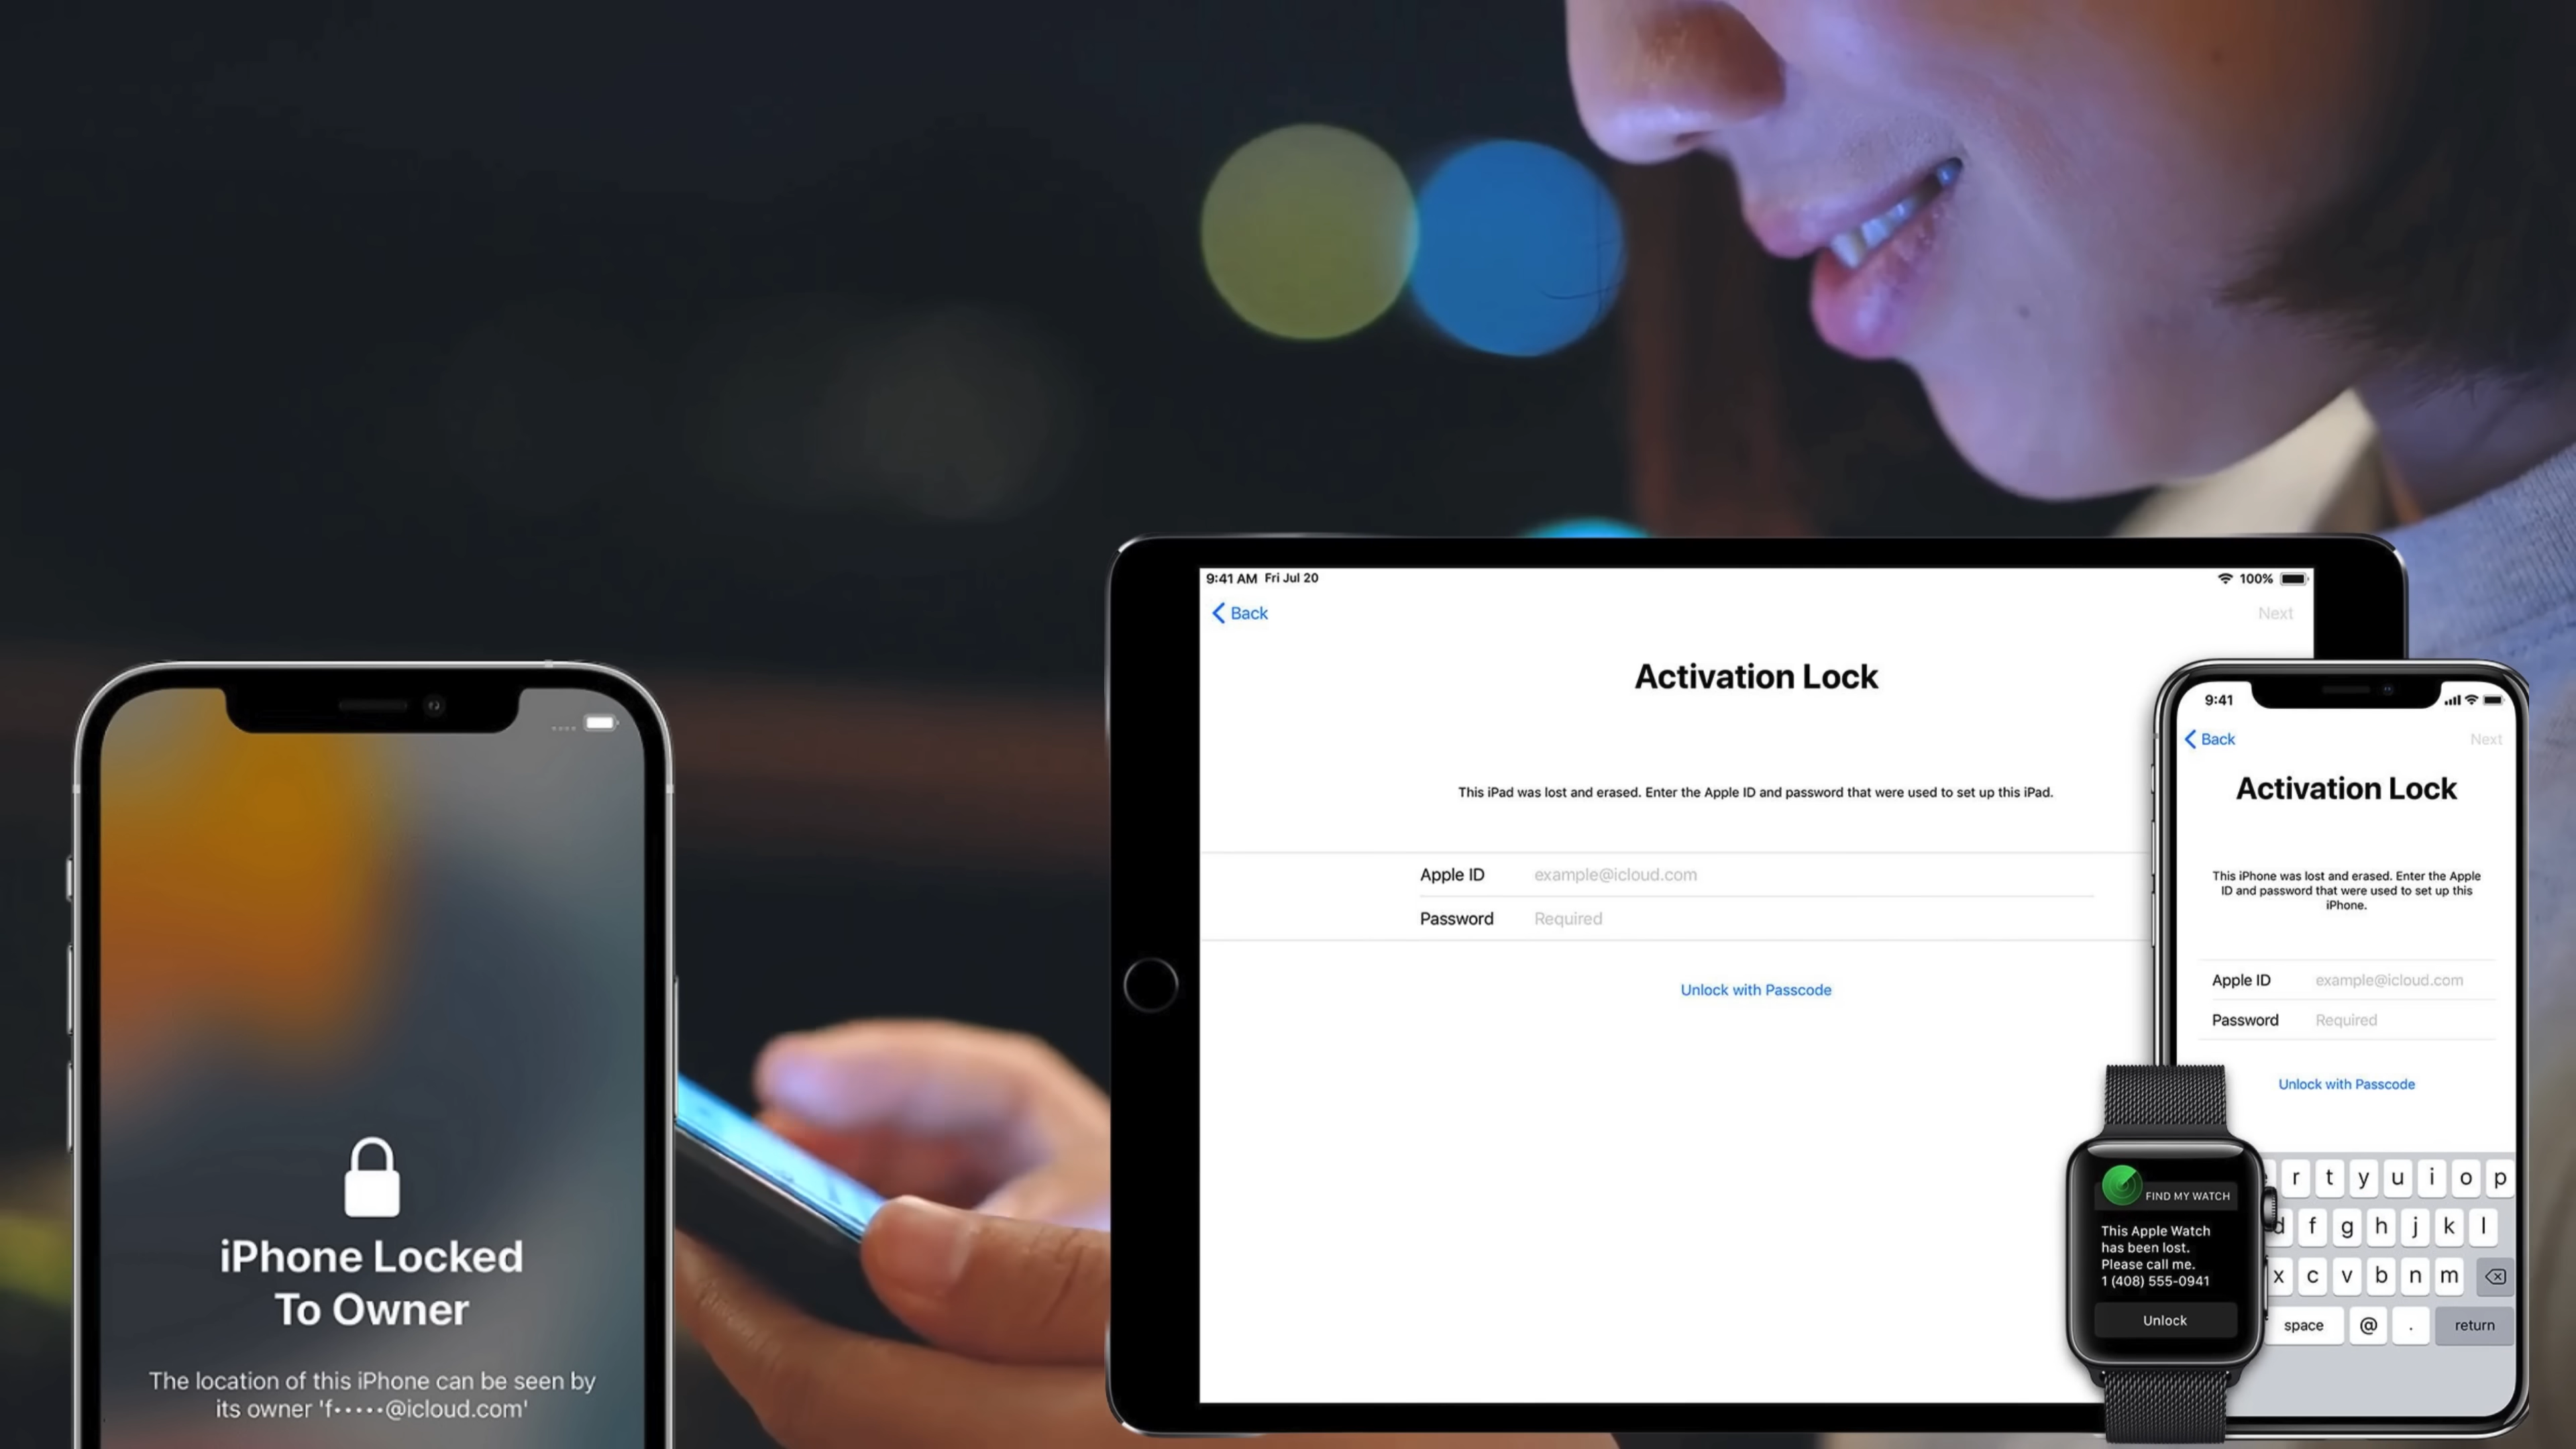 iPhone Locked
To Owner
The location of this iPhone can be seen by
its owner 'f•••••@icloud.com'
9:41 AM Fri Jul 20
100%
Back
Next
Activation Lock
This iPad was lost and erased. Enter the Apple ID and password that were used to set up this iPad.
Apple ID example@icloud.com
Password Required
Unlock with Passcode
9:41
Back
Next
Activation Lock
This iPhone was lost and erased. Enter the Apple
ID and password that were used to set up this
iPhone.
Apple ID example@icloud.com
Password Required
Unlock with Passcode
r t y u i o p
d f g h j k l
x c v b n m
space @ . return
FIND MY WATCH
This Apple Watch
has been lost.
Please call me.
1 (408) 555-0941
Unlock